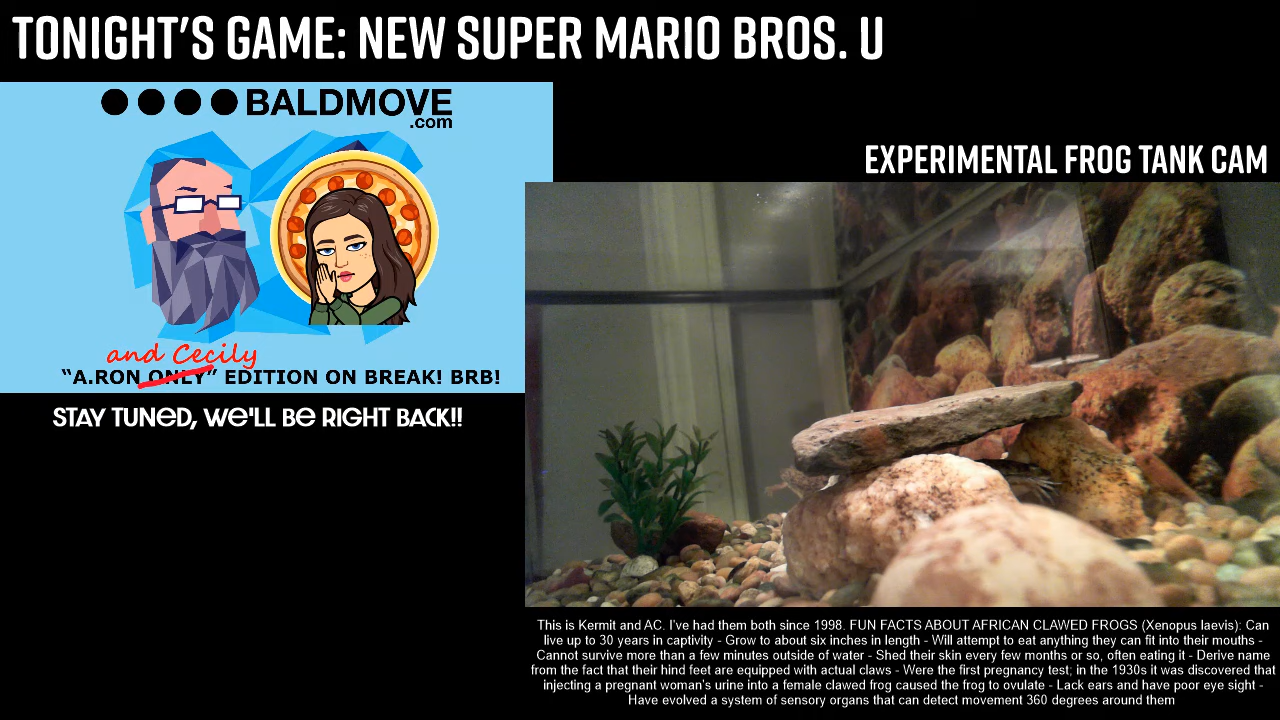 TONIGHT'S GAME: NEW SUPER MARIO BROS. U
BALDMOVE
.com
and Cecily
"A.RON ONLY" EDITION ON BREAK! BRB!
STAY TUNED, WE'LL BE RIGHT BACK!!
EXPERIMENTAL FROG TANK CAM
This is Kermit and AC. I've had them both since 1998. FUN FACTS ABOUT AFRICAN CLAWED FROGS (Xenopus laevis): Can
live up to 30 years in captivity - Grow to about six inches in length - Will attempt to eat anything they can fit into their mouths -
Cannot survive more than a few minutes outside of water - Shed their skin every few months or so, often eating it - Derive name
from the fact that their hind feet are equipped with actual claws - Were the first pregnancy test; in the 1930s it was discovered that
injecting a pregnant woman's urine into a female clawed frog caused the frog to ovulate - Lack ears and have poor eye sight -
Have evolved a system of sensory organs that can detect movement 360 degrees around them